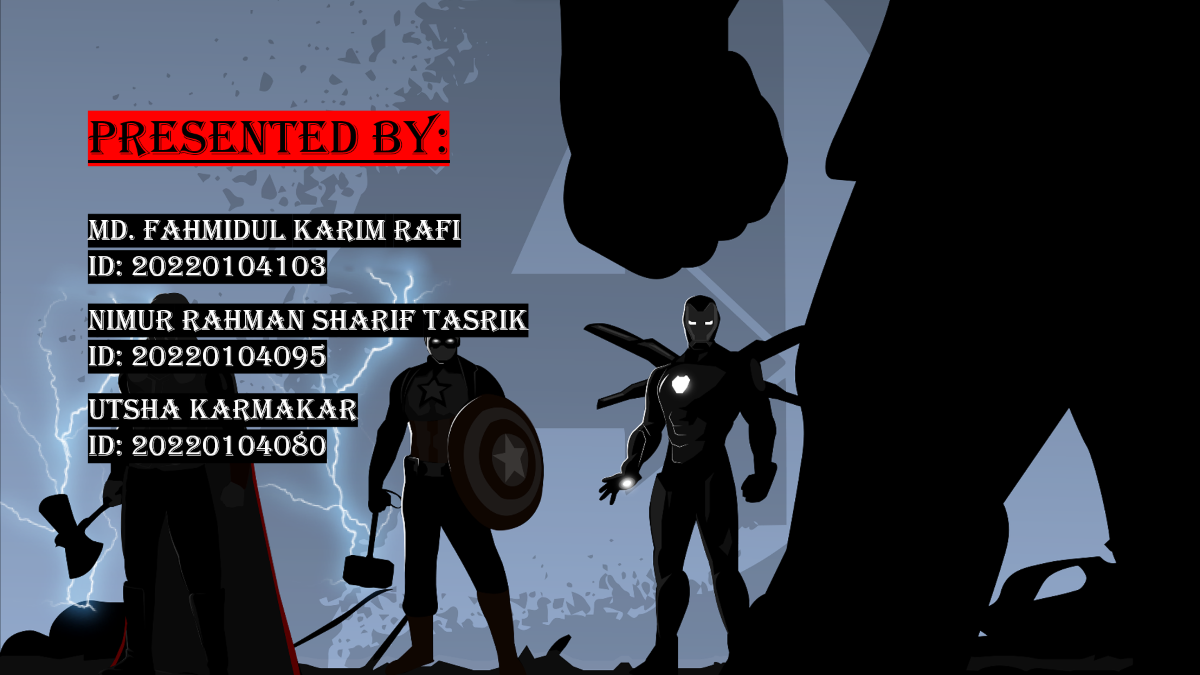 PRESENTED BY:
MD. FAHMIDUL KARIM RAFI
ID: 20220104103
NIMUR RAHMAN SHARIF TASRIK
ID: 20220104095
UTSHA KARMAKAR
ID: 20220104080